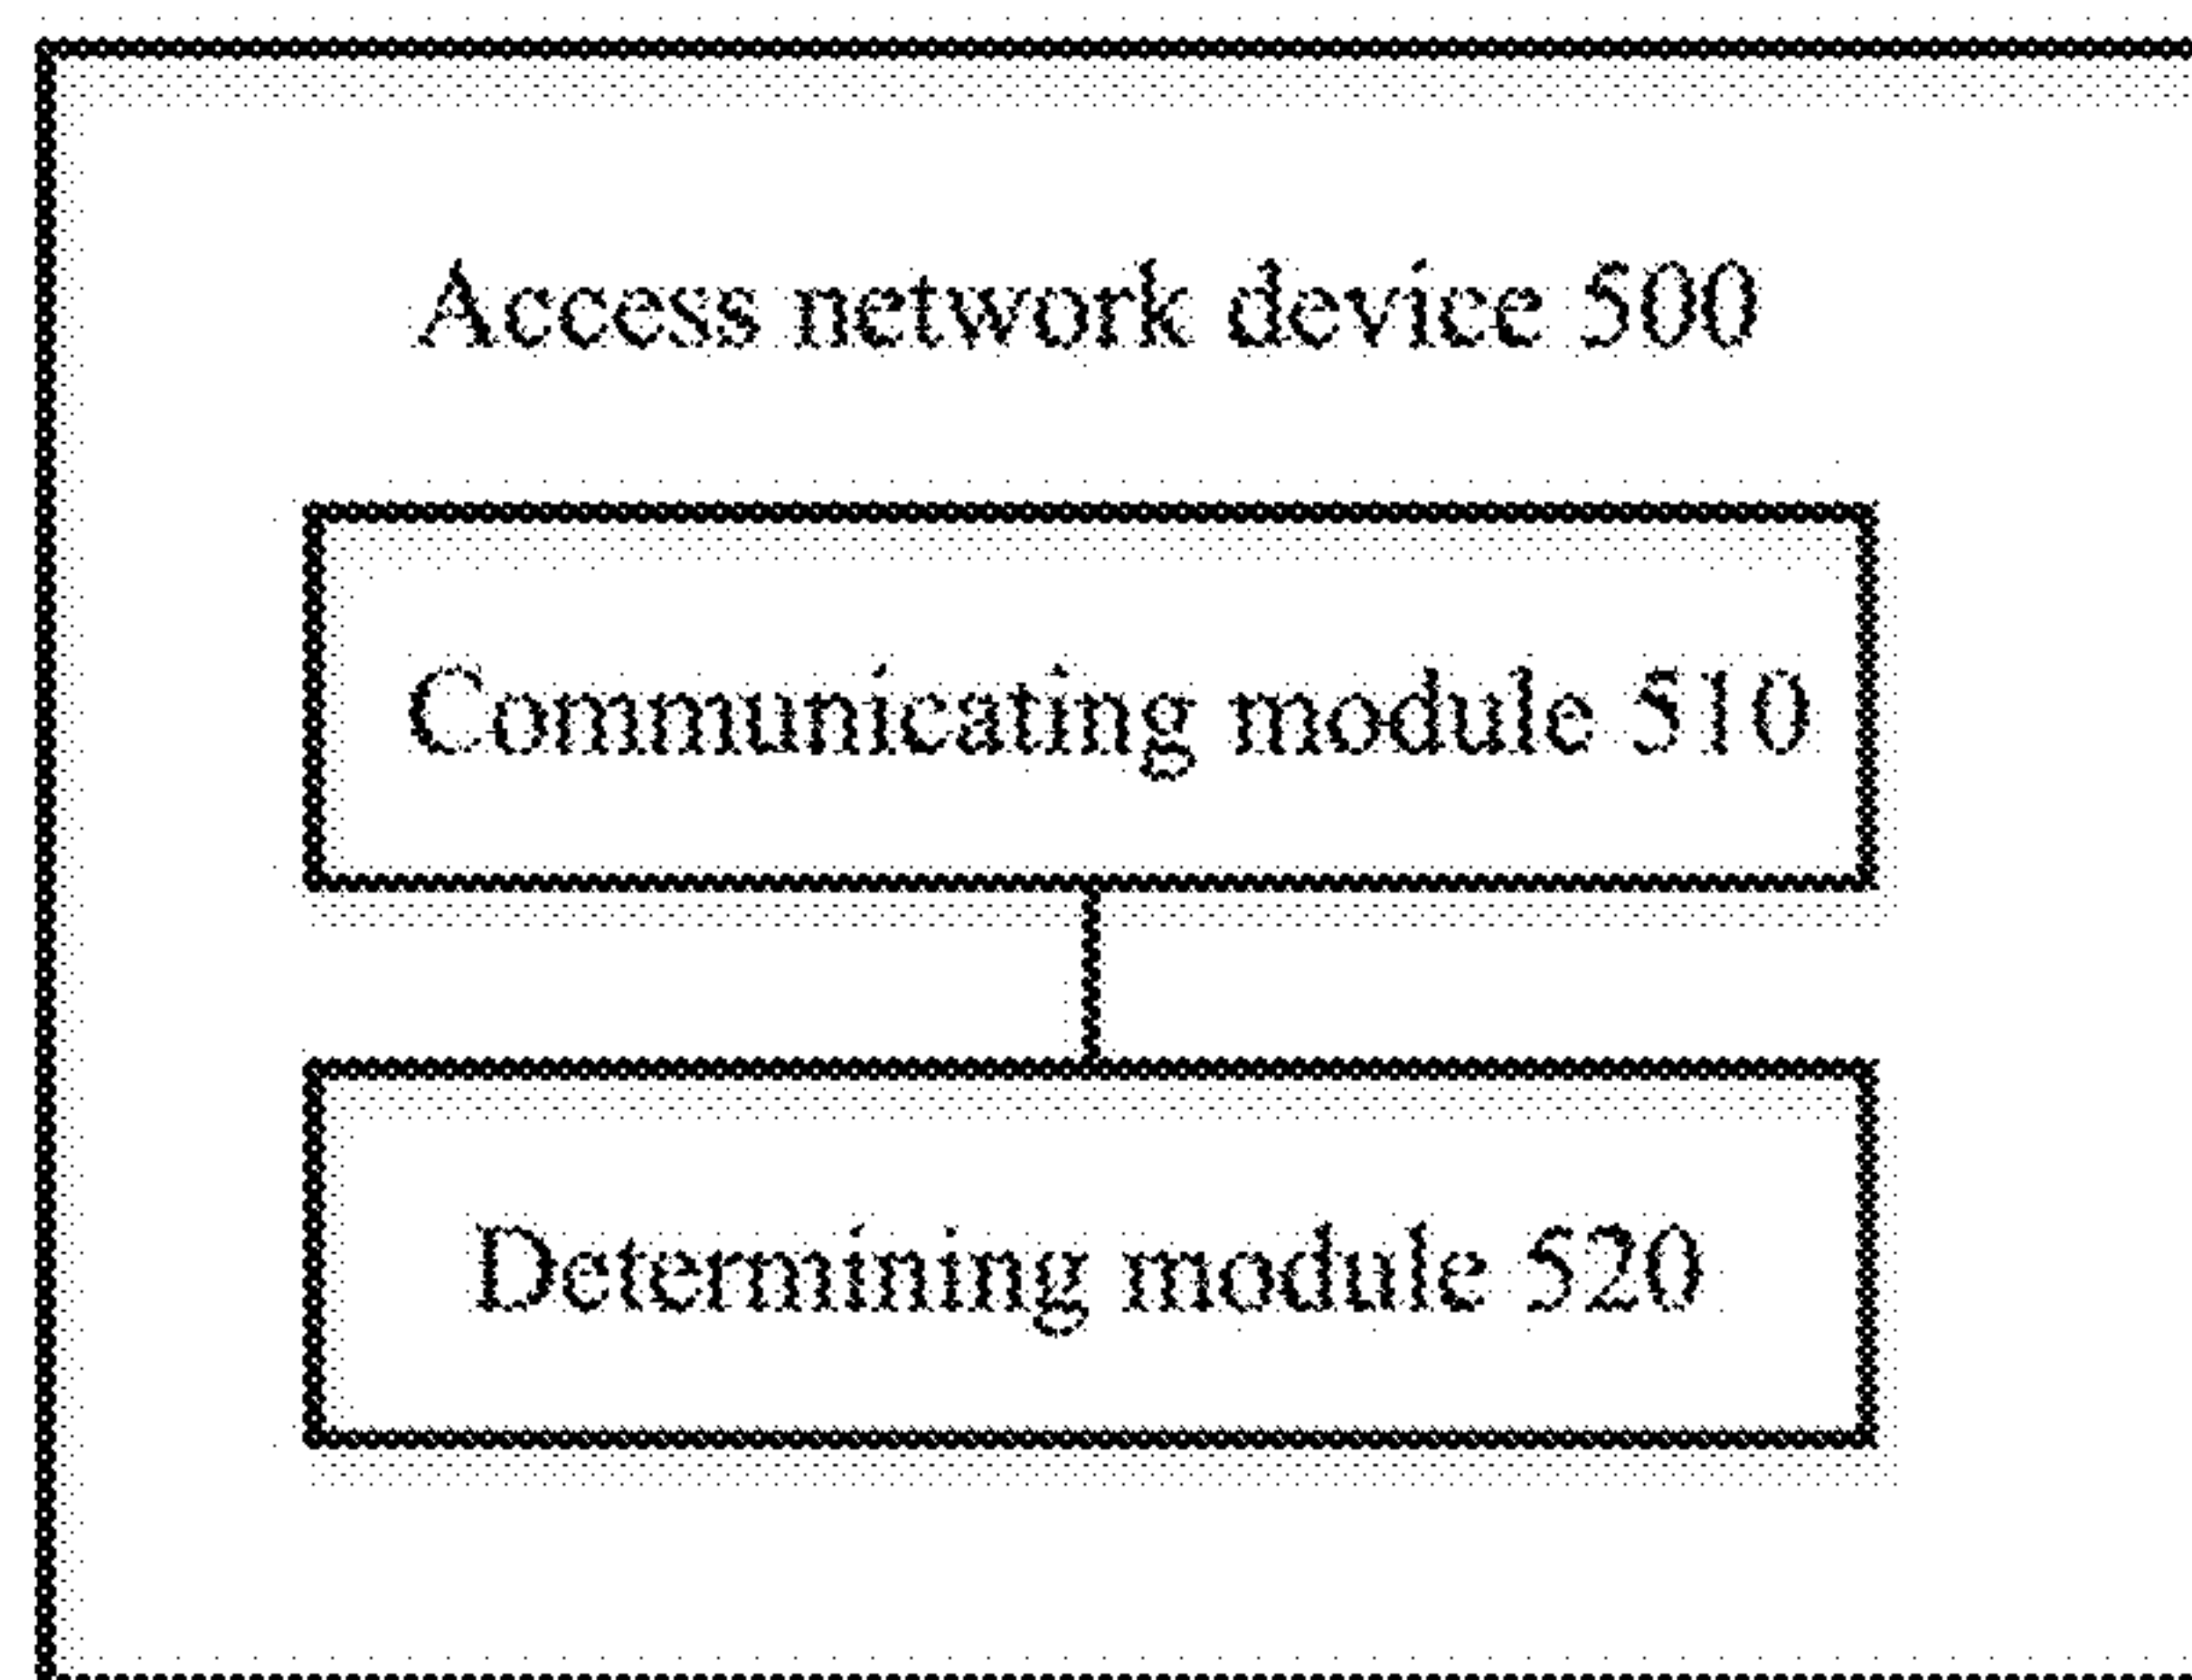 Access network device 500
Communicating module 510
Determining module 520